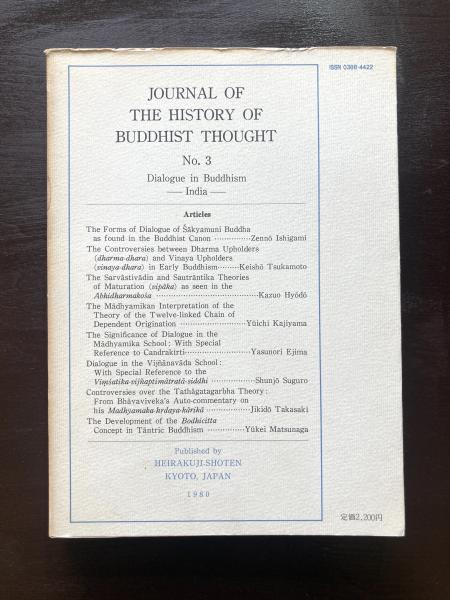 ISSN 0388-4422
JOURNAL OF
THE HISTORY OF
BUDDHIST THOUGHT
No. 3
Dialogue in Buddhism
— India —
Articles
The Forms of Dialogue of Śākyamuni Buddha
as found in the Buddhist Canon ···············Zennō Ishigami
The Controversies between Dharma Upholders
(dharma-dhara) and Vinaya Upholders
(vinaya-dhara) in Early Buddhism·········Keishō Tsukamoto
The Sarvāstivādin and Sautrāntika Theories
of Maturation (vipāka) as seen in the
Abhidharmakośa ······································Kazuo Hyōdō
The Mādhyamikan Interpretation of the
Theory of the Twelve-linked Chain of
Dependent Origination ························Yūichi Kajiyama
The Significance of Dialogue in the
Mādhyamika School: With Special
Reference to Candrakīrti························Yasunori Ejima
Dialogue in the Vijñānavāda School:
With Special Reference to the
Viṃśatika-vijñaptimātratā-siddhi ···············Shunjō Suguro
Controversies over the Tathāgatagarbha Theory:
From Bhāvaviveka's Auto-commentary on
his Madhyamaka-hṛdaya-kārikā ···············Jikidō Takasaki
The Development of the Bodhicitta
Concept in Tāntric Buddhism ···············Yūkei Matsunaga
Published by
HEIRAKUJI-SHOTEN
KYOTO, JAPAN
1980
定価2,200円